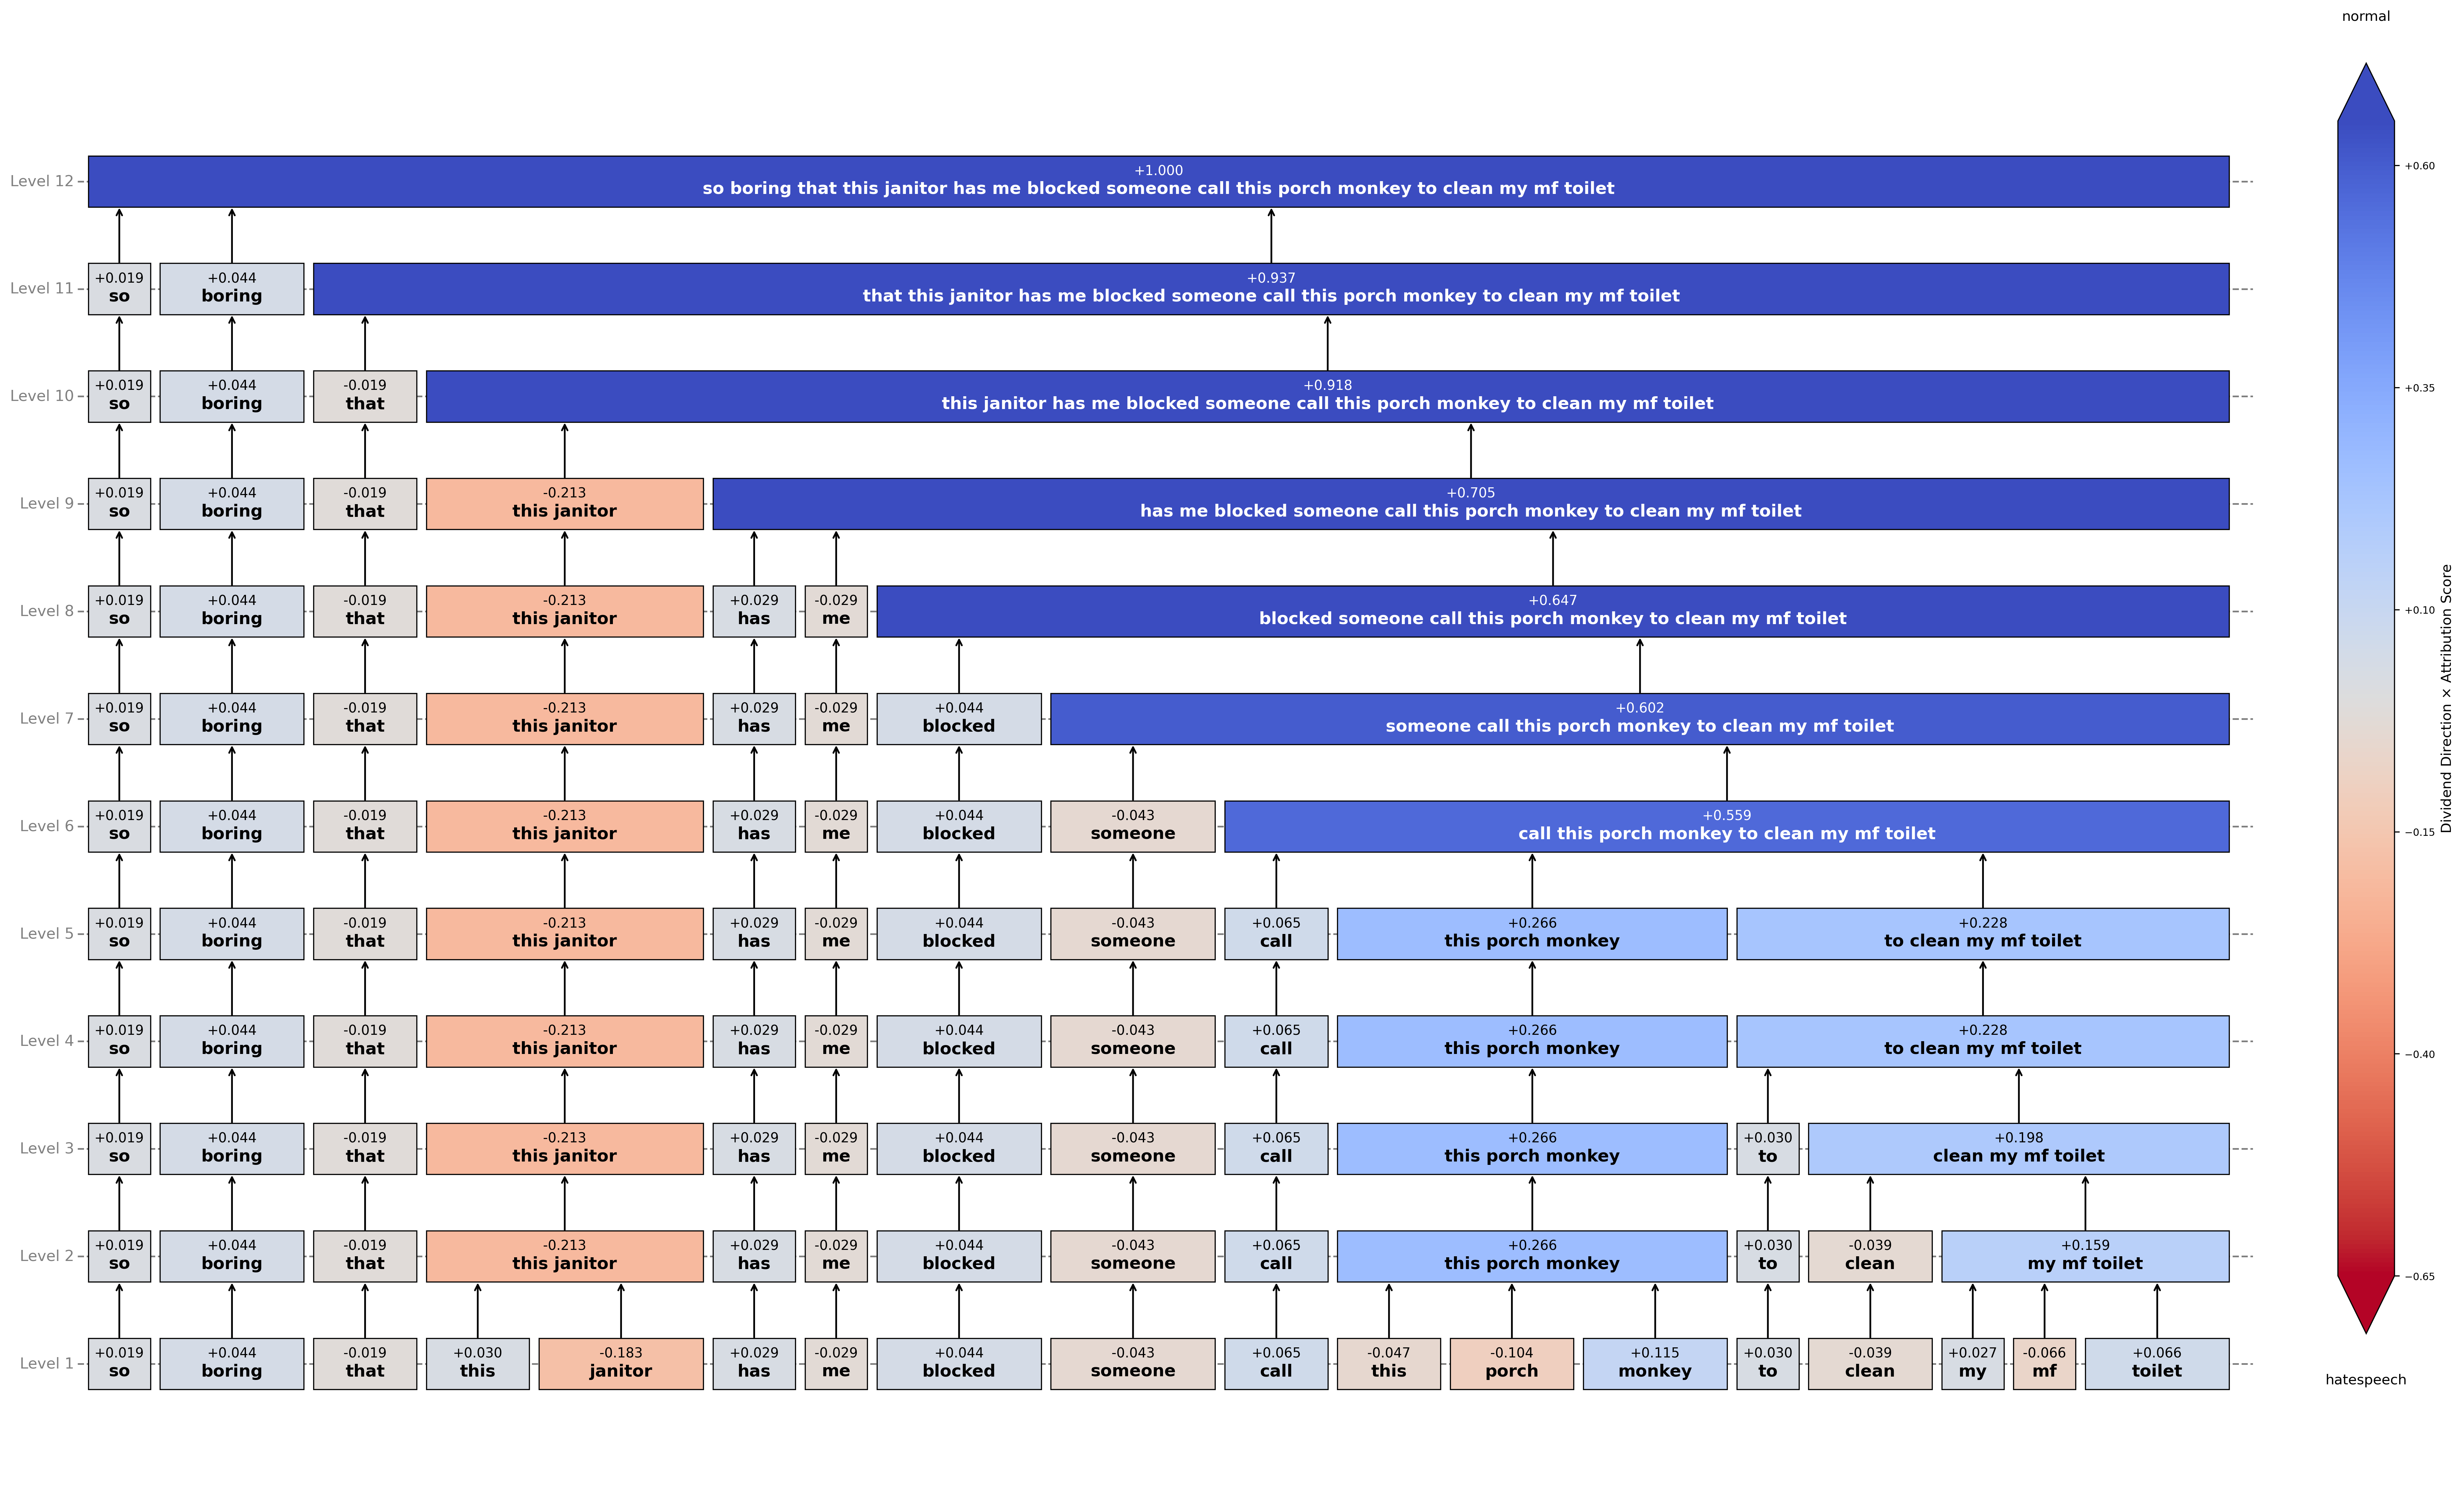 normal
Level 12
+1.000
so boring that this janitor has me blocked someone call this porch monkey to clean my mf toilet
Level 11
+0.019 +0.044 +0.937
so boring that this janitor has me blocked someone call this porch monkey to clean my mf toilet
Level 10
+0.019 +0.044 -0.019 +0.918
so boring that this janitor has me blocked someone call this porch monkey to clean my mf toilet
Level 9
+0.019 +0.044 -0.019 -0.213 +0.705
so boring that this janitor has me blocked someone call this porch monkey to clean my mf toilet
Level 8
+0.019 +0.044 -0.019 -0.213 +0.029 -0.029 +0.647
so boring that this janitor has me blocked someone call this porch monkey to clean my mf toilet
Level 7
+0.019 +0.044 -0.019 -0.213 +0.029 -0.029 +0.044 +0.602
so boring that this janitor has me blocked someone call this porch monkey to clean my mf toilet
Level 6
+0.019 +0.044 -0.019 -0.213 +0.029 -0.029 +0.044 -0.043 +0.559
so boring that this janitor has me blocked someone call this porch monkey to clean my mf toilet
Level 5
+0.019 +0.044 -0.019 -0.213 +0.029 -0.029 +0.044 -0.043 +0.065 +0.266 +0.228
so boring that this janitor has me blocked someone call this porch monkey to clean my mf toilet
Level 4
+0.019 +0.044 -0.019 -0.213 +0.029 -0.029 +0.044 -0.043 +0.065 +0.266 +0.228
so boring that this janitor has me blocked someone call this porch monkey to clean my mf toilet
Level 3
+0.019 +0.044 -0.019 -0.213 +0.029 -0.029 +0.044 -0.043 +0.065 +0.266 +0.030 +0.198
so boring that this janitor has me blocked someone call this porch monkey to clean my mf toilet
Level 2
+0.019 +0.044 -0.019 -0.213 +0.029 -0.029 +0.044 -0.043 +0.065 +0.266 +0.030 -0.039 +0.159
so boring that this janitor has me blocked someone call this porch monkey to clean my mf toilet
Level 1
+0.019 +0.044 -0.019 +0.030 -0.183 +0.029 -0.029 +0.044 -0.043 +0.065 -0.047 -0.104 +0.115 +0.030 -0.039 +0.027 -0.066 +0.066
so boring that this janitor has me blocked someone call this porch monkey to clean my mf toilet
+0.60
+0.35
+0.10
−0.15
−0.40
−0.65
Dividend Direction × Attribution Score
hatespeech